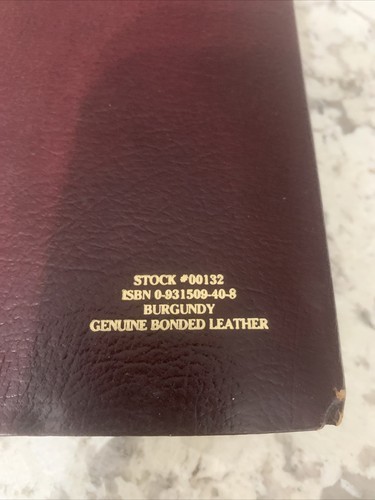 STOCK #00132
ISBN 0-931509-40-8
BURGUNDY
GENUINE BONDED LEATHER